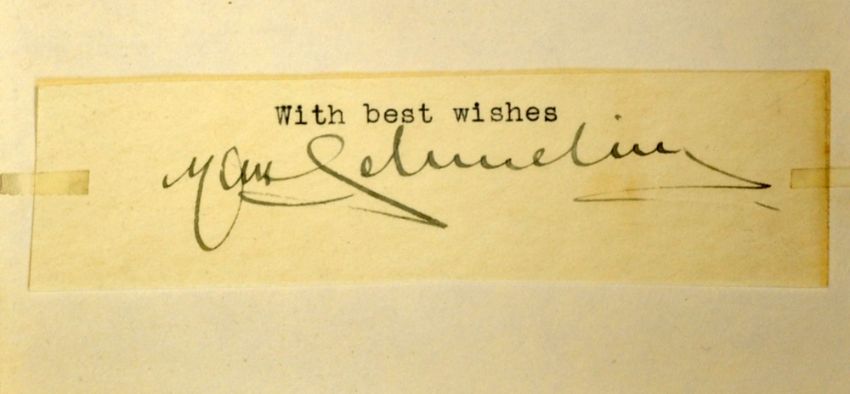 With best wishes
Max Schmeling